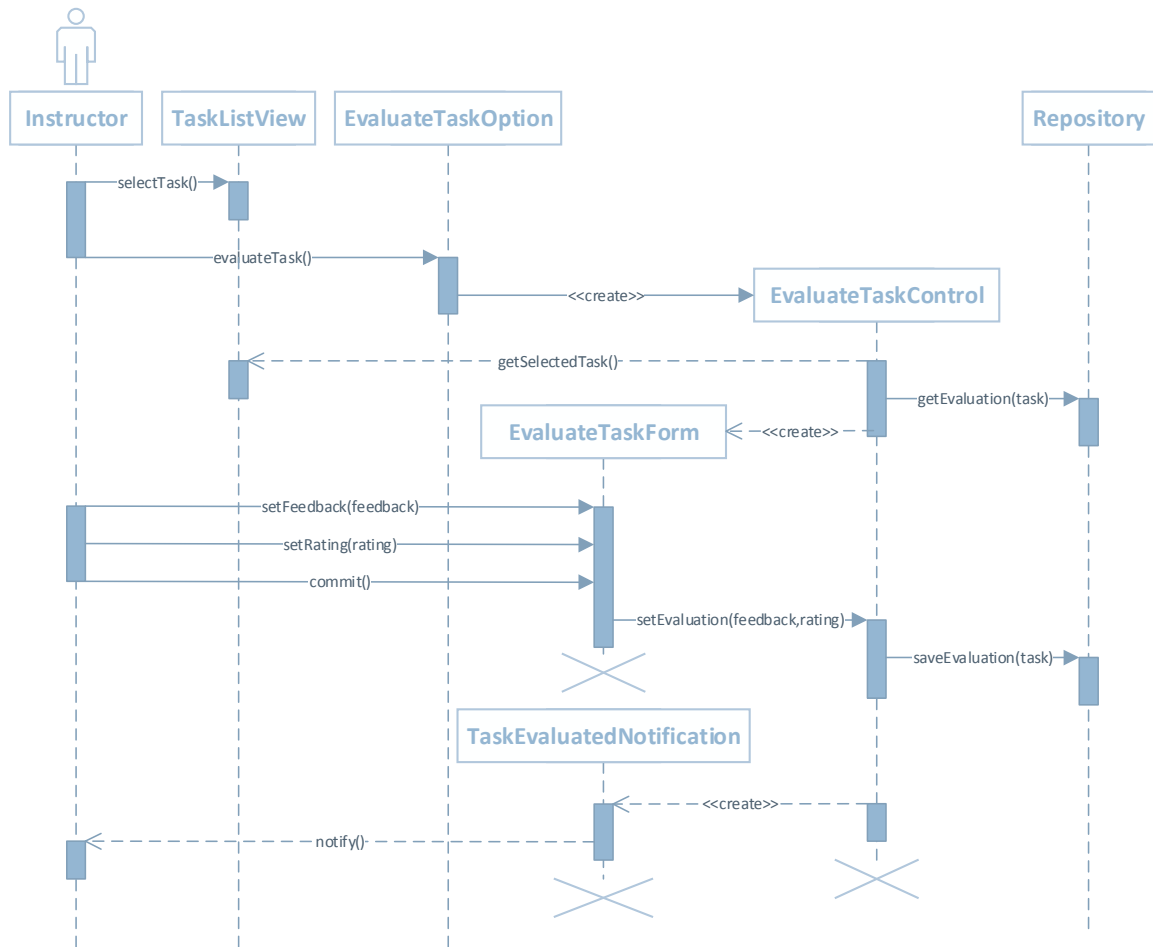 Instructor
TaskListView
EvaluateTaskOption
Repository
selectTask()
evaluateTask()
<<create>>
EvaluateTaskControl
getSelectedTask()
getEvaluation(task)
EvaluateTaskForm
<<create>>
setFeedback(feedback)
setRating(rating)
commit()
setEvaluation(feedback,rating)
saveEvaluation(task)
TaskEvaluatedNotification
<<create>>
notify()